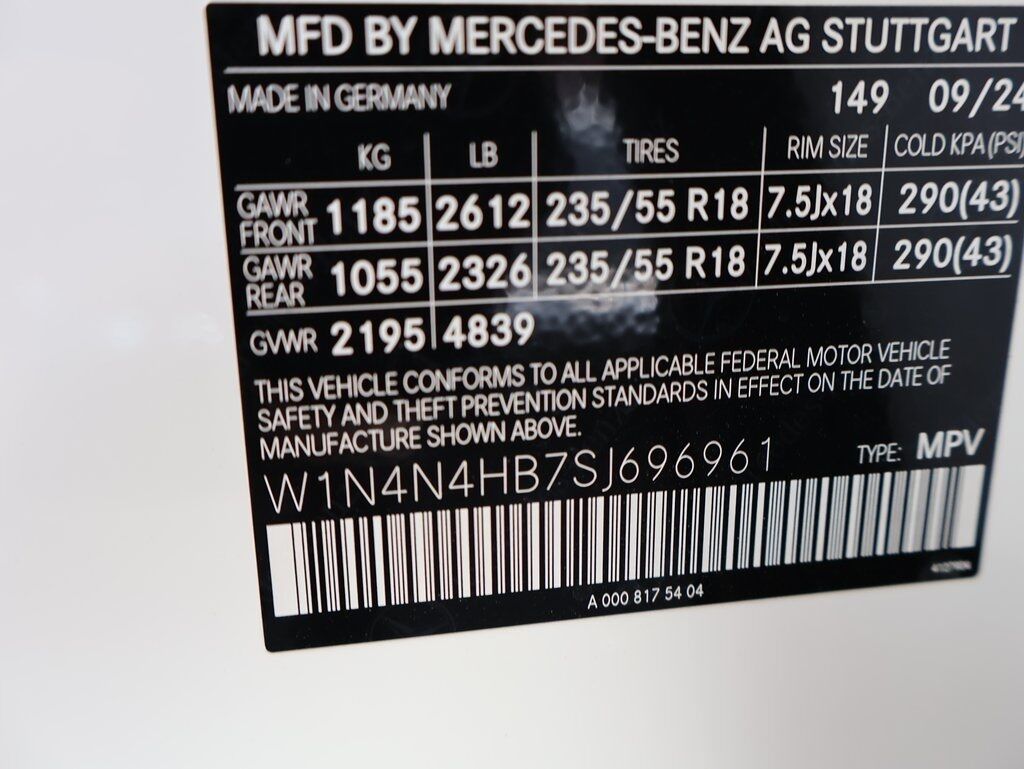 MFD BY MERCEDES-BENZ AG STUTTGART
MADE IN GERMANY 149 09/24
KG LB TIRES RIM SIZE COLD KPA (PSI)
GAWR FRONT 1185 2612 235/55 R18 7.5Jx18 290(43)
GAWR REAR 1055 2326 235/55 R18 7.5Jx18 290(43)
GVWR 2195 4839
THIS VEHICLE CONFORMS TO ALL APPLICABLE FEDERAL MOTOR VEHICLE
SAFETY AND THEFT PREVENTION STANDARDS IN EFFECT ON THE DATE OF
MANUFACTURE SHOWN ABOVE.
W1N4N4HB7SJ696961 TYPE: MPV
A 000 817 54 04